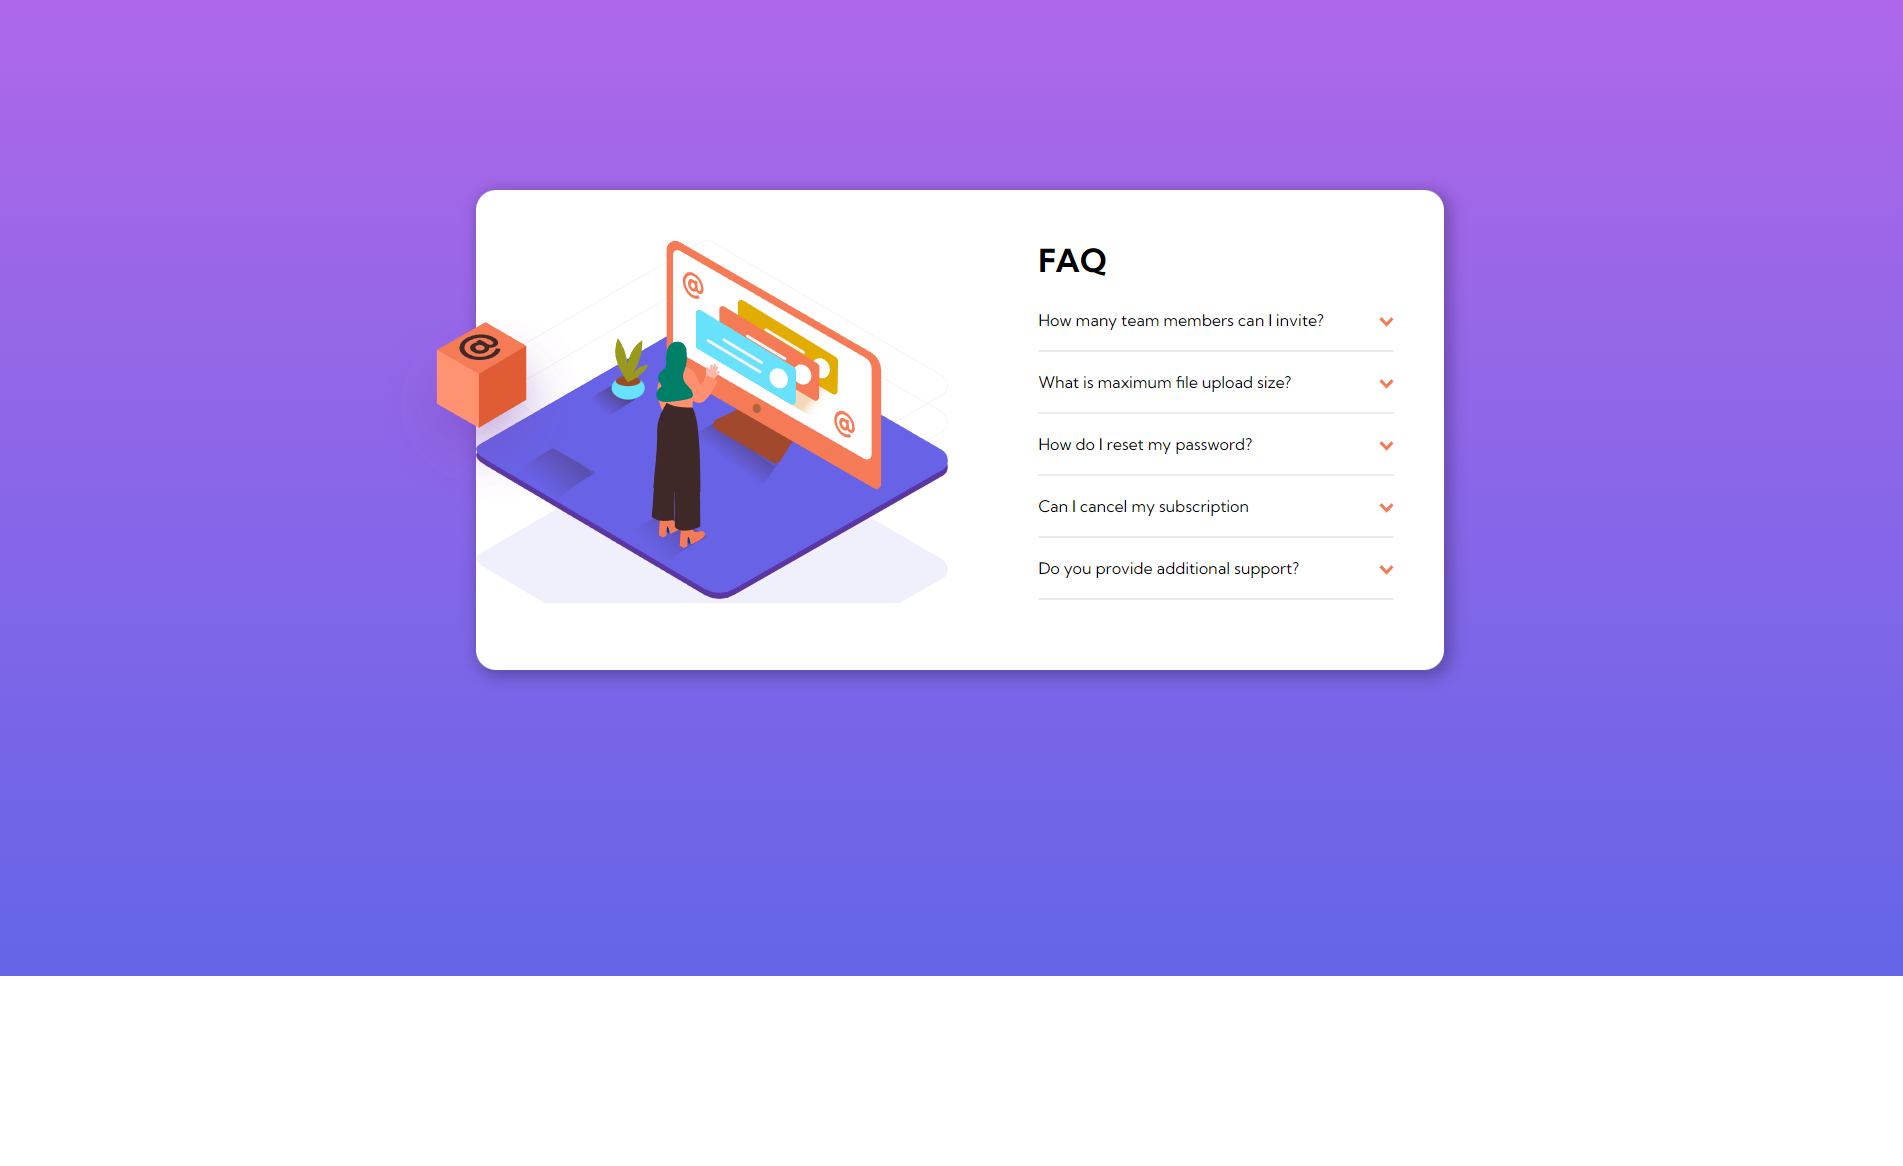 @
@
@
FAQ
How many team members can I invite?
What is maximum file upload size?
How do I reset my password?
Can I cancel my subscription
Do you provide additional support?